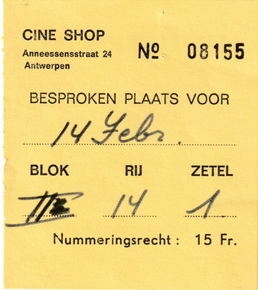 CINE SHOP
Anneessensstraat 24
Antwerpen
Nº 08155
BESPROKEN PLAATS VOOR
14 Febr.
BLOK RIJ ZETEL
14 1.
Nummeringsrecht : 15 Fr.